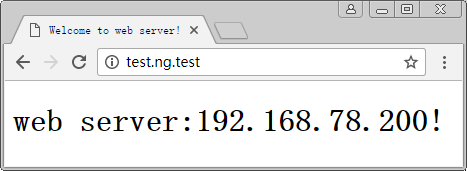 Welcome to web server!
test.ng.test
web server:192.168.78.200!